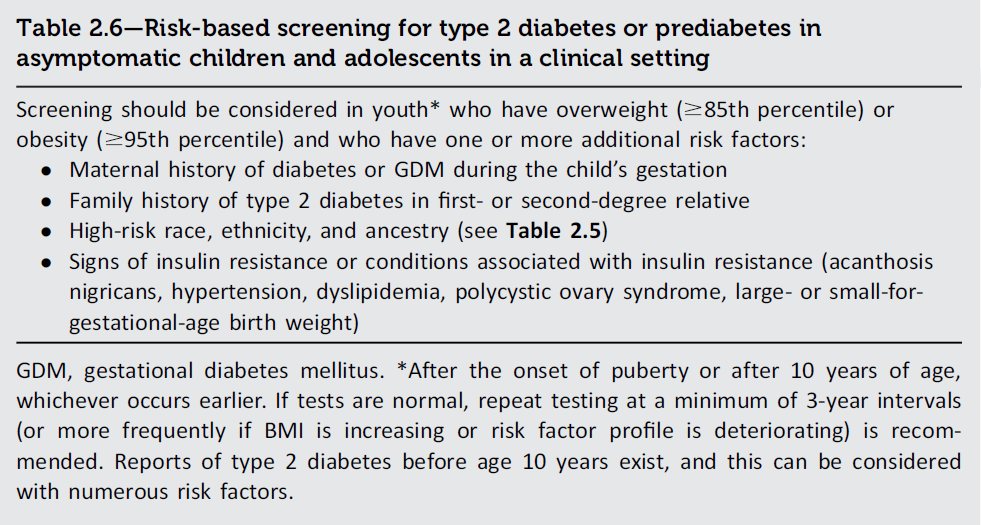 Table 2.6—Risk-based screening for type 2 diabetes or prediabetes in
asymptomatic children and adolescents in a clinical setting
Screening should be considered in youth* who have overweight (≥85th percentile) or
obesity (≥95th percentile) and who have one or more additional risk factors:
● Maternal history of diabetes or GDM during the child's gestation
● Family history of type 2 diabetes in first- or second-degree relative
● High-risk race, ethnicity, and ancestry (see Table 2.5)
● Signs of insulin resistance or conditions associated with insulin resistance (acanthosis
nigricans, hypertension, dyslipidemia, polycystic ovary syndrome, large- or small-for-
gestational-age birth weight)
GDM, gestational diabetes mellitus. *After the onset of puberty or after 10 years of age,
whichever occurs earlier. If tests are normal, repeat testing at a minimum of 3-year intervals
(or more frequently if BMI is increasing or risk factor profile is deteriorating) is recom-
mended. Reports of type 2 diabetes before age 10 years exist, and this can be considered
with numerous risk factors.